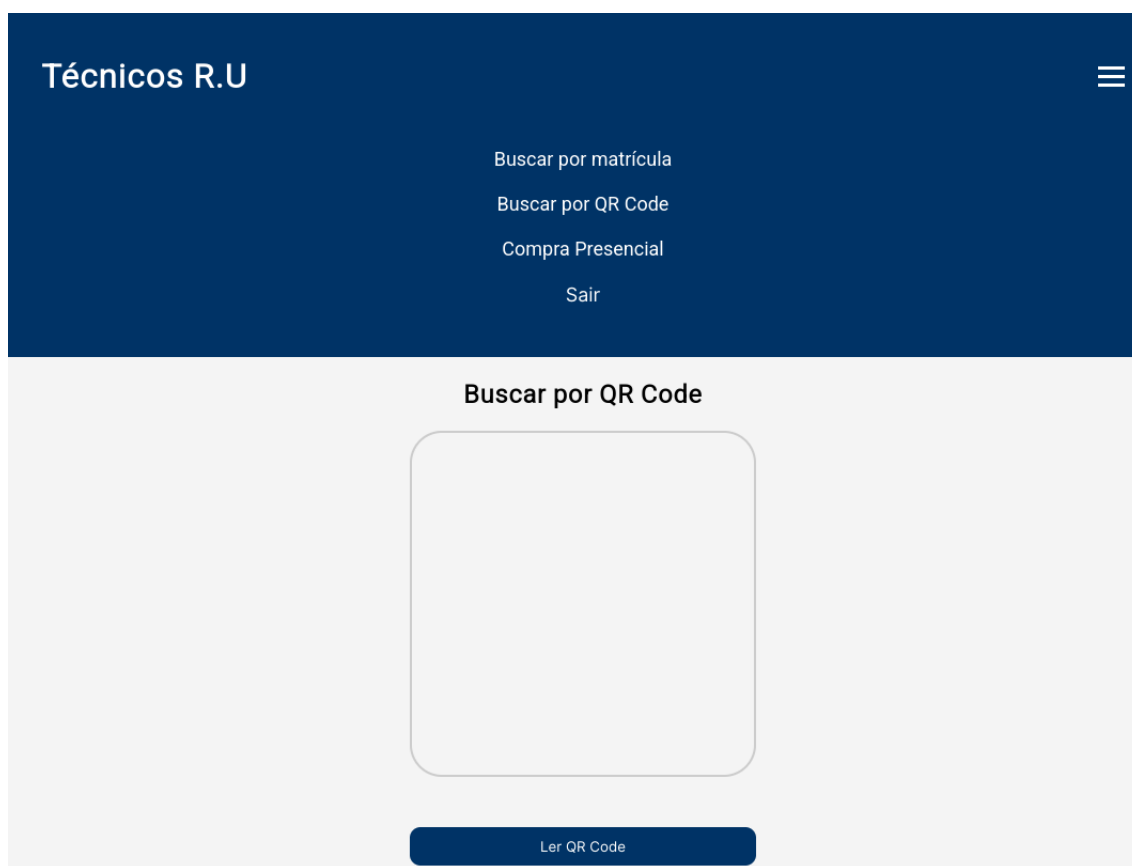 Técnicos R.U
Buscar por matrícula
Buscar por QR Code
Compra Presencial
Sair
Buscar por QR Code
Ler QR Code